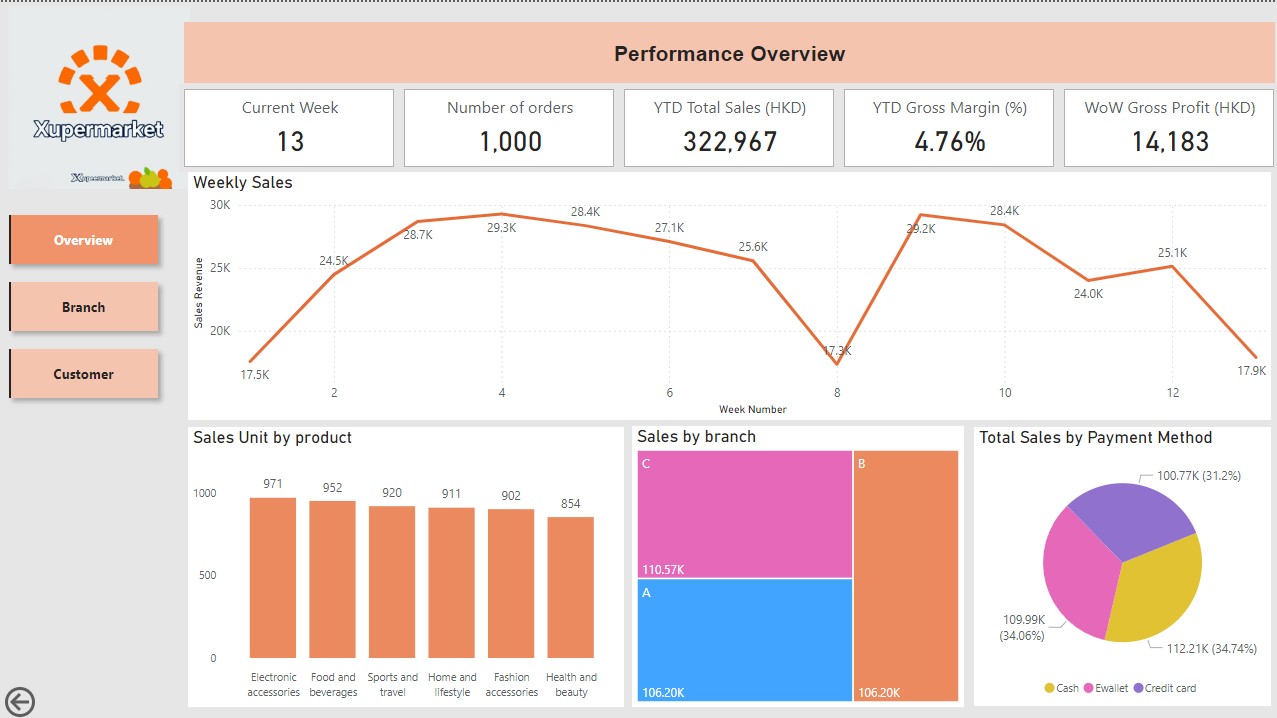 Performance Overview
Xupermarket
Current Week
13
Number of orders
1,000
YTD Total Sales (HKD)
322,967
YTD Gross Margin (%)
4.76%
WoW Gross Profit (HKD)
14,183
Overview
Branch
Customer
Weekly Sales
Sales Revenue
30K
25K
20K
17.5K
24.5K
28.7K
29.3K
28.4K
27.1K
25.6K
17.3K
29.2K
28.4K
24.0K
25.1K
17.9K
2
4
6
8
10
12
Week Number
Sales Unit by product
1000
500
0
971
952
920
911
902
854
Electronic
accessories
Food and
beverages
Sports and
travel
Home and
lifestyle
Fashion
accessories
Health and
beauty
Sales by branch
C
110.57K
A
106.20K
B
106.20K
Total Sales by Payment Method
100.77K (31.2%)
109.99K
(34.06%)
112.21K (34.74%)
Cash
Ewallet
Credit card